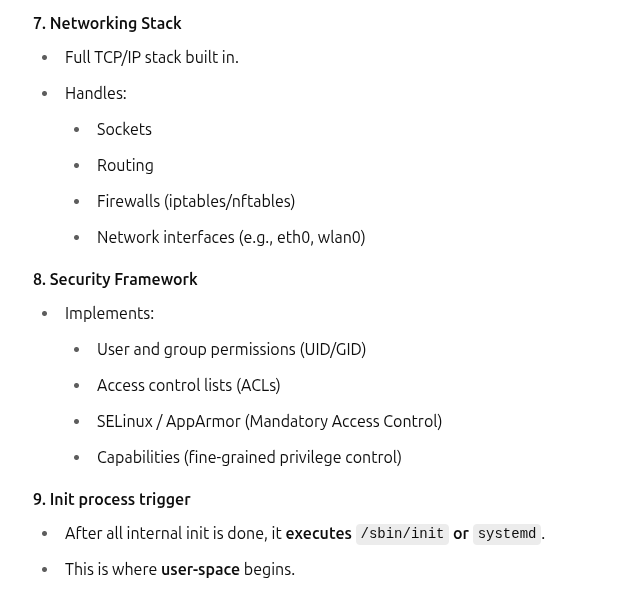 7. Networking Stack
Full TCP/IP stack built in.
Handles:
Sockets
Routing
Firewalls (iptables/nftables)
Network interfaces (e.g., eth0, wlan0)
8. Security Framework
Implements:
User and group permissions (UID/GID)
Access control lists (ACLs)
SELinux / AppArmor (Mandatory Access Control)
Capabilities (fine-grained privilege control)
9. Init process trigger
After all internal init is done, it executes /sbin/init or systemd.
This is where user-space begins.